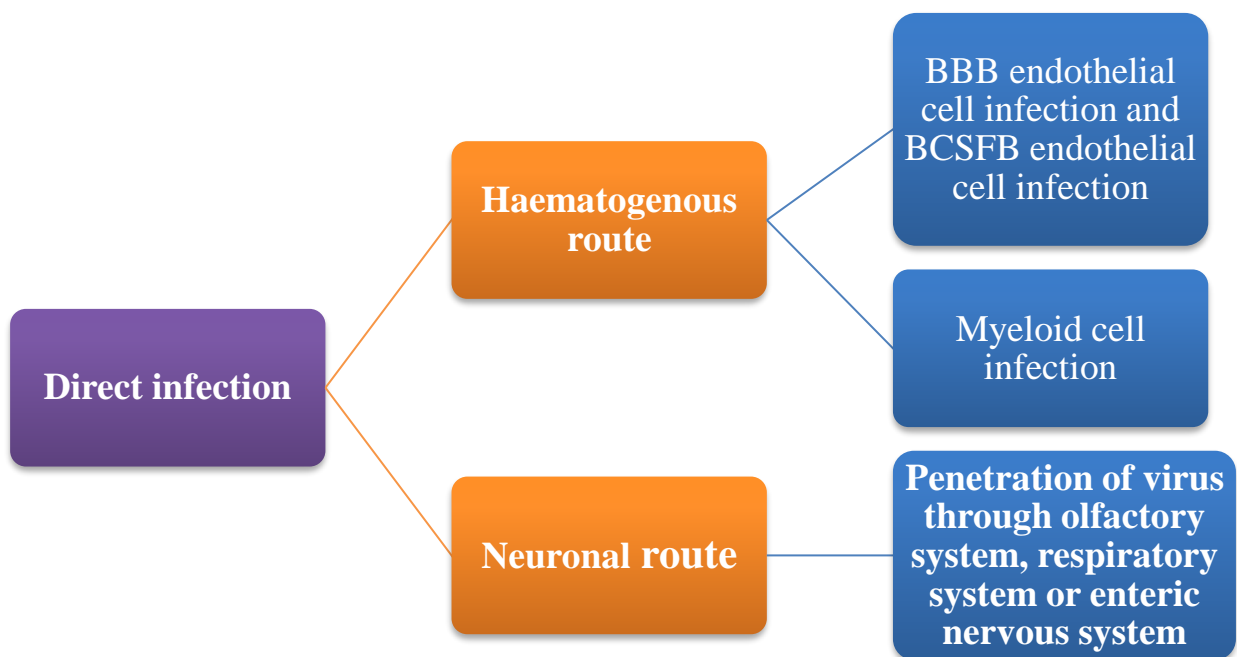 Direct infection
Haematogenous
route
BBB endothelial
cell infection and
BCSFB endothelial
cell infection
Myeloid cell
infection
Neuronal route
Penetration of virus
through olfactory
system, respiratory
system or enteric
nervous system